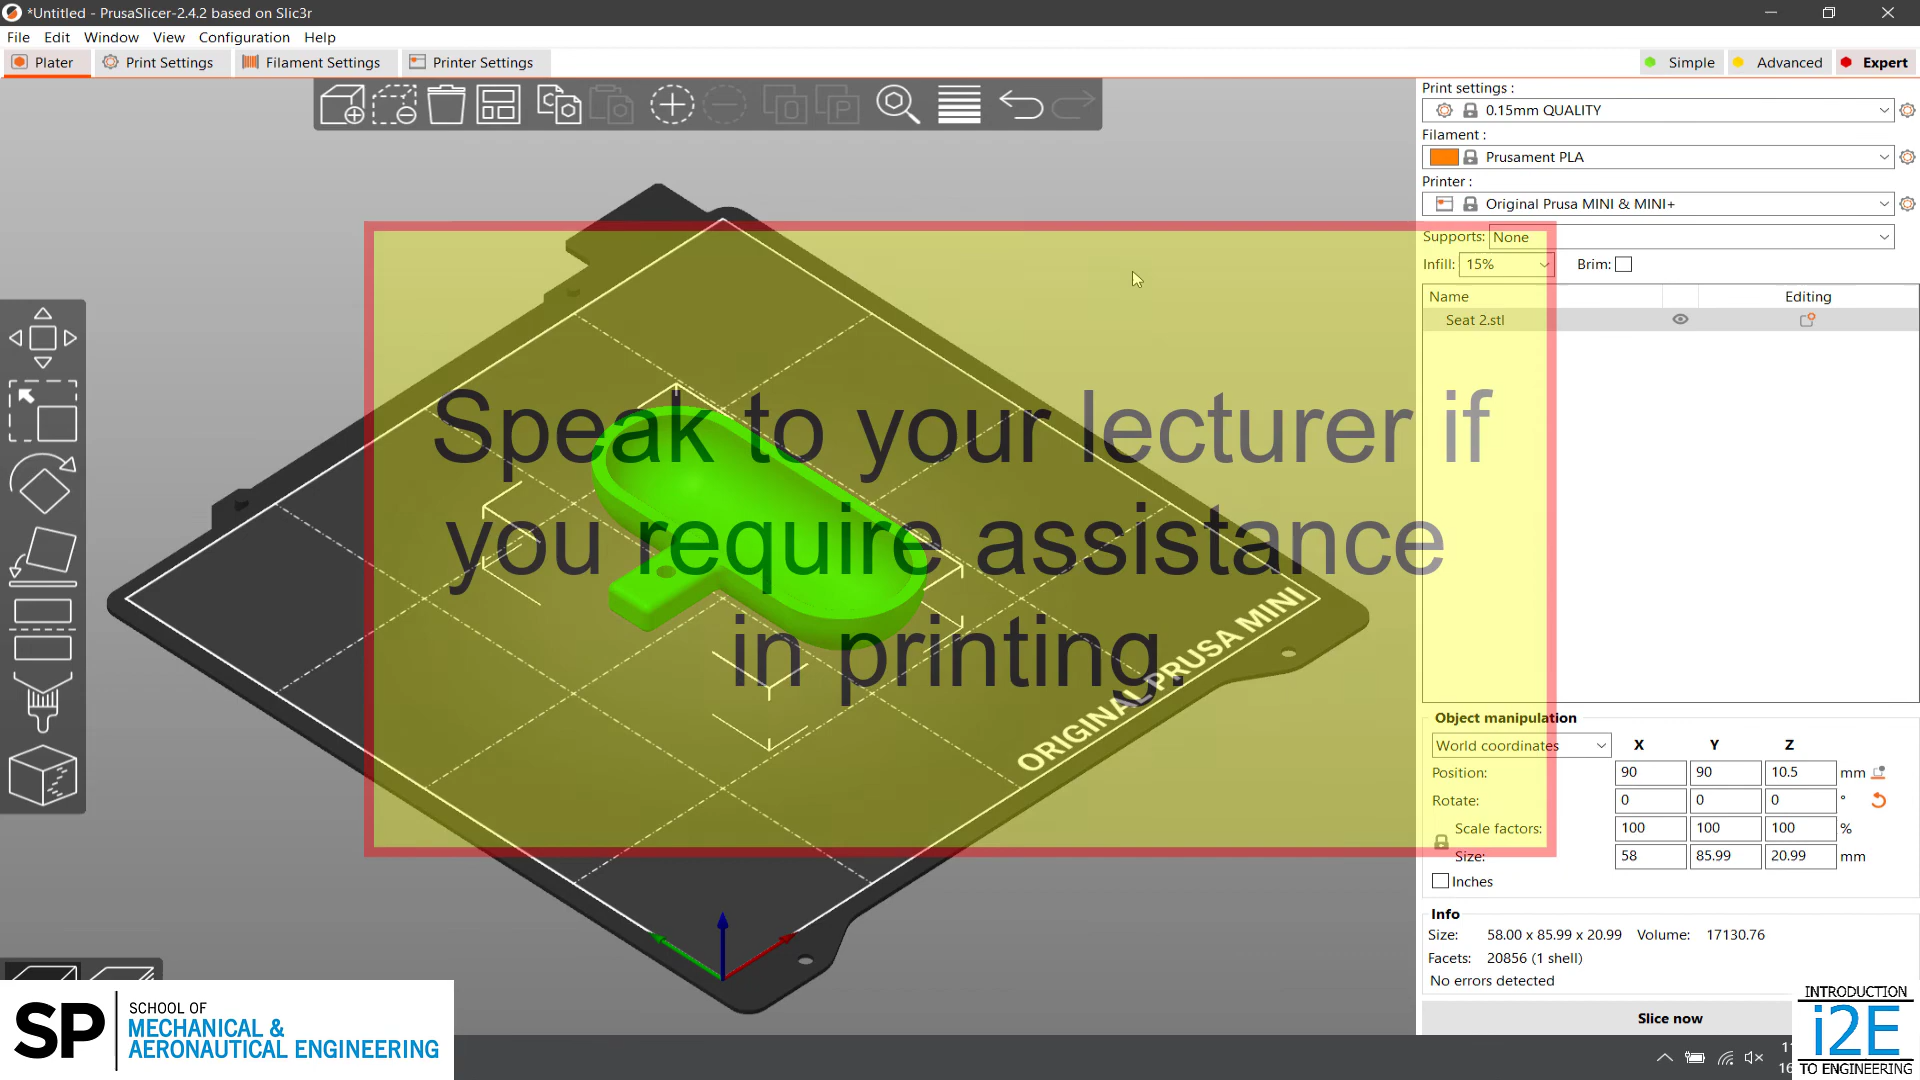 *Untitled - PrusaSlicer-2.4.2 based on Slic3r
File Edit Window View Configuration Help
Plater Print Settings Filament Settings Printer Settings
Simple Advanced Expert
Print settings :
0.15mm QUALITY
Filament :
Prusament PLA
Printer :
Original Prusa MINI & MINI+
Supports: None
Infill: 15% Brim:
Name Editing
Seat 2.stl
Speak to your lecturer if
you require assistance
in printing.
ORIGINAL PRUSA MINI
Object manipulation
World coordinates X Y Z
Position: 90 90 10.5 mm
Rotate: 0 0 0 °
Scale factors: 100 100 100 %
Size: 58 85.99 20.99 mm
Inches
Info
Size: 58.00 x 85.99 x 20.99 Volume: 17130.76
Facets: 20856 (1 shell)
No errors detected
Slice now
SP
SCHOOL OF
MECHANICAL &
AERONAUTICAL ENGINEERING
INTRODUCTION
i2E
TO ENGINEERING